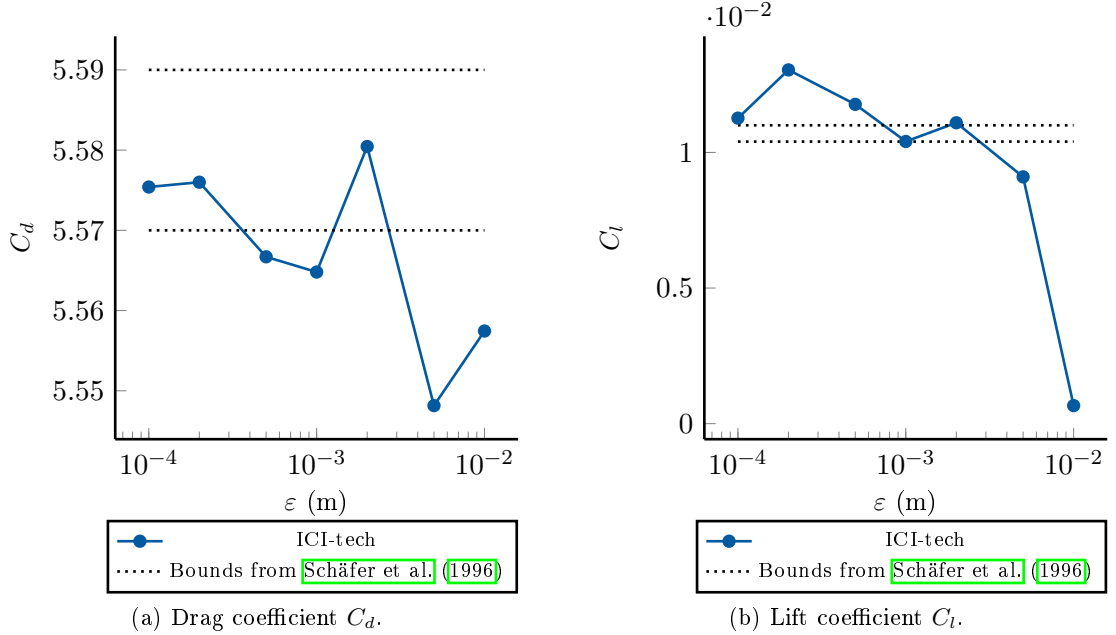 5.59
5.58
5.57
5.56
5.55
C_d
10^{-4}
10^{-3}
10^{-2}
ε (m)
ICI-tech
Bounds from Schäfer et al. (1996)
(a) Drag coefficient C_d.
·10^{-2}
1
0.5
0
C_l
10^{-4}
10^{-3}
10^{-2}
ε (m)
ICI-tech
Bounds from Schäfer et al. (1996)
(b) Lift coefficient C_l.